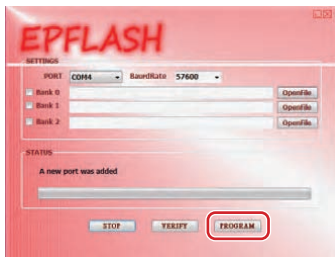 EPFLASH
SETTINGS
PORT COM4 BaurdRate 57600
Bank 0 OpenFile
Bank 1 OpenFile
Bank 2 OpenFile
STATUS
A new port was added
STOP VERIFY PROGRAM